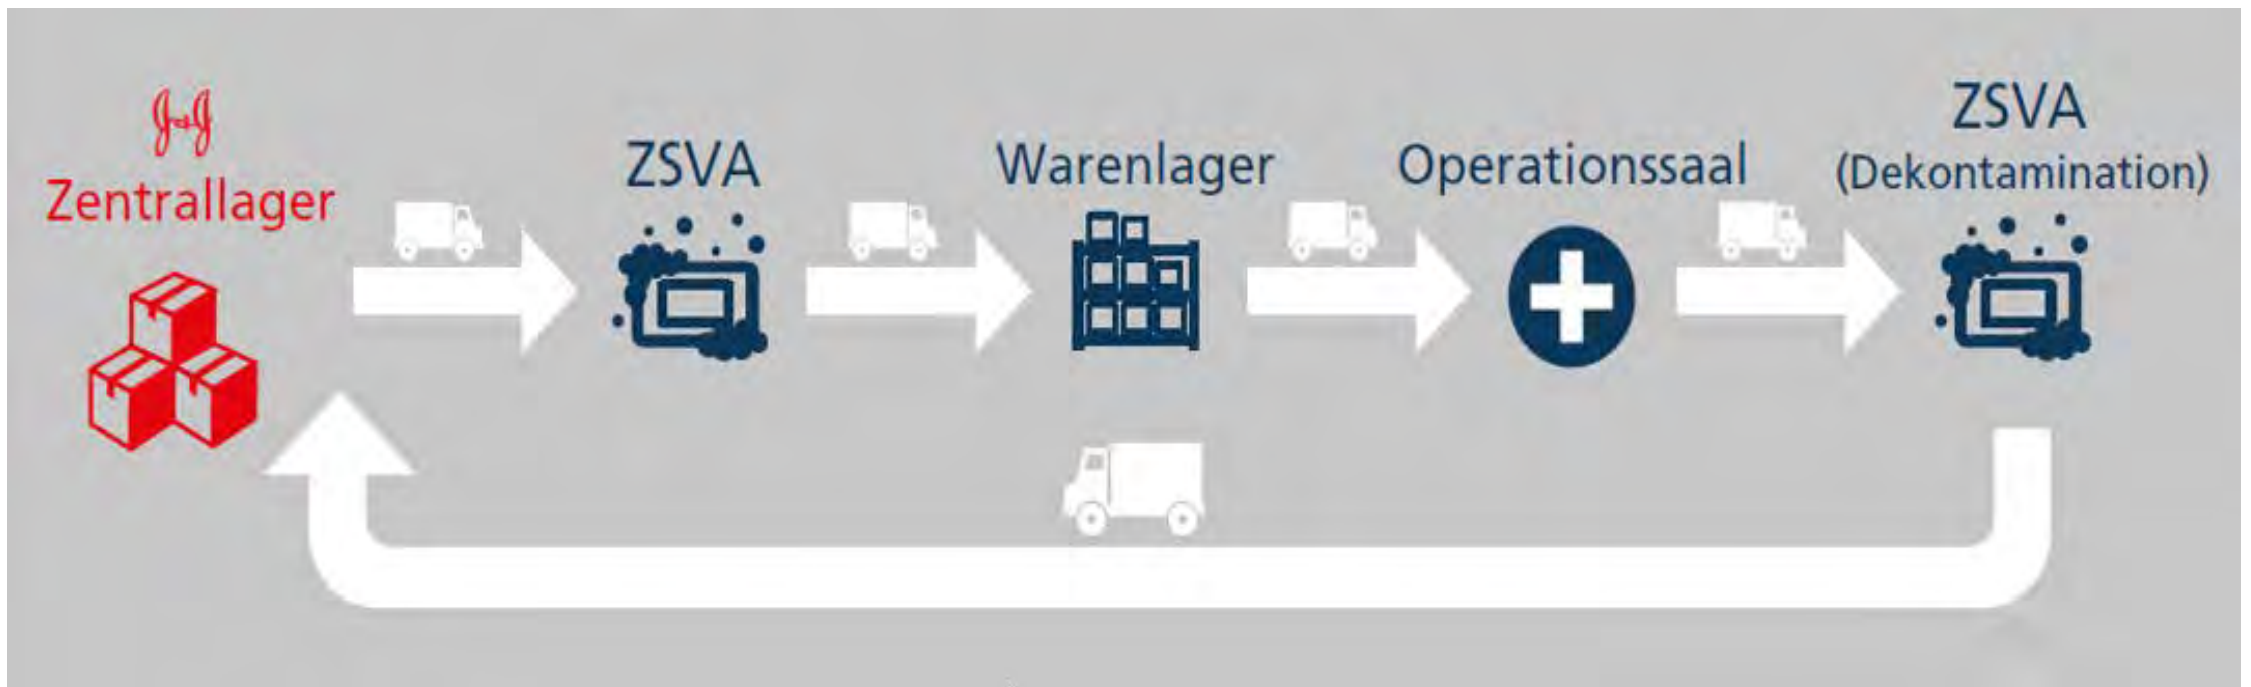 J&J
Zentrallager
ZSVA
Warenlager
Operationssaal
ZSVA
(Dekontamination)